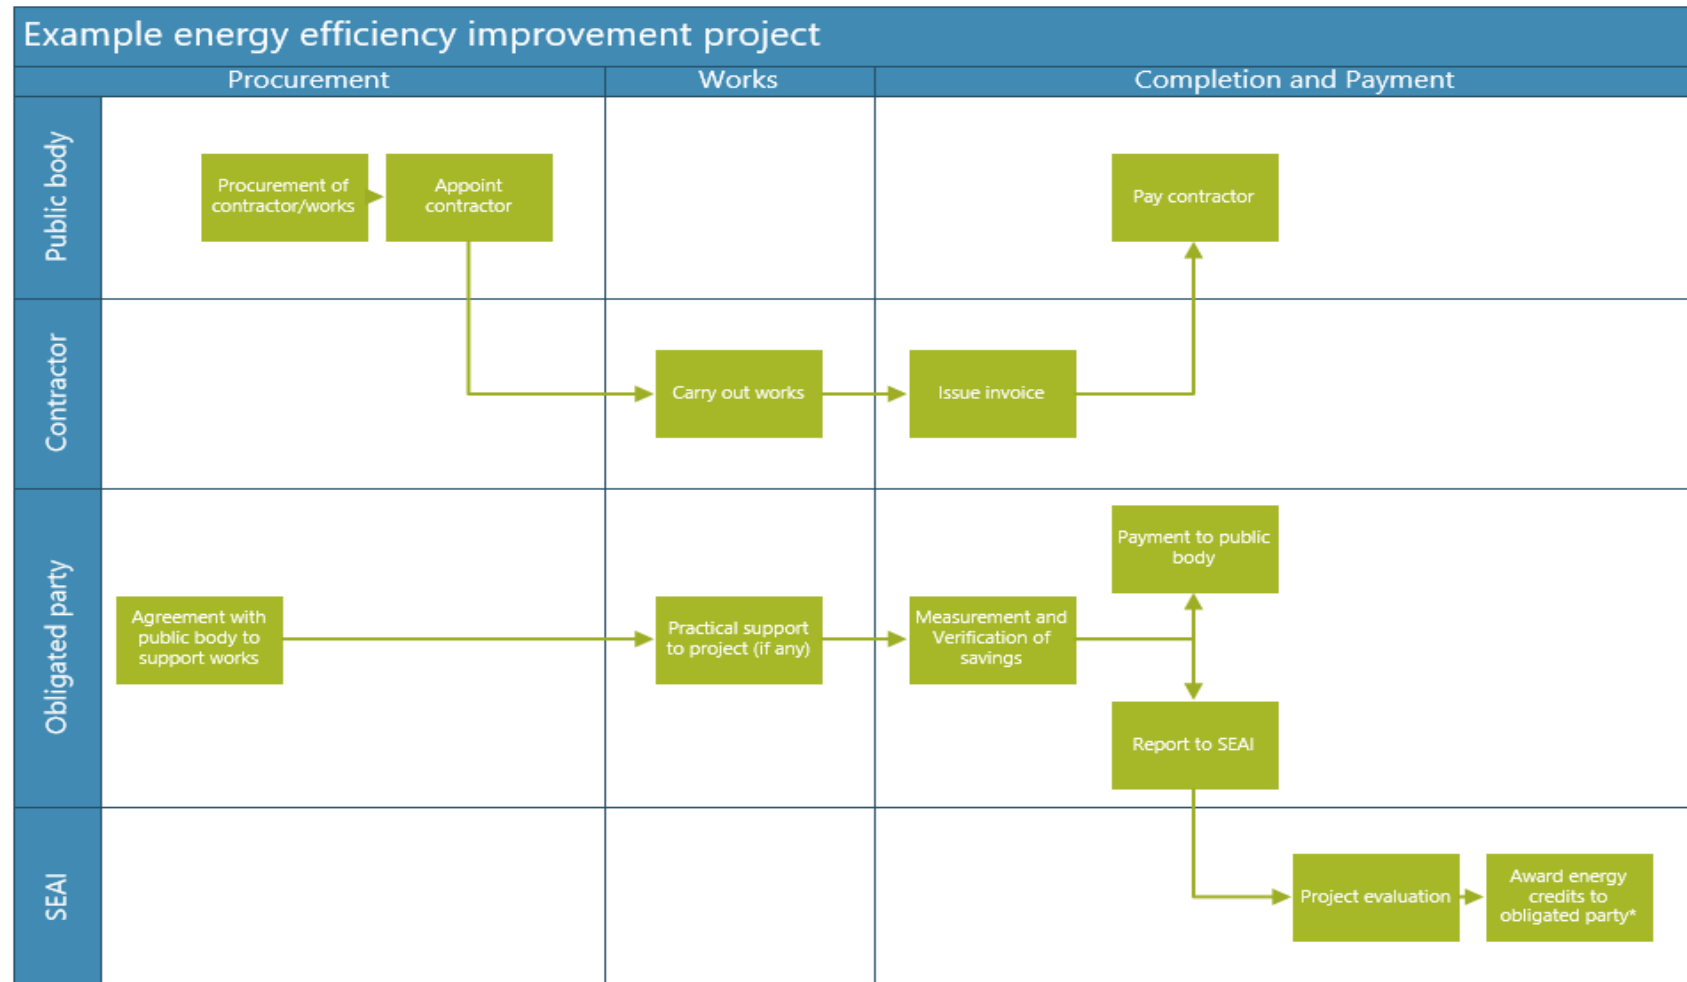 Example energy efficiency improvement project
Procurement
Works
Completion and Payment
Public body
Procurement of
contractor/works
Appoint
contractor
Pay contractor
Contractor
Carry out works
Issue invoice
Obligated party
Agreement with
public body to
support works
Practical support
to project (if any)
Measurement and
Verification of
savings
Payment to public
body
Report to SEAI
SEAI
Project evaluation
Award energy
credits to
obligated party*